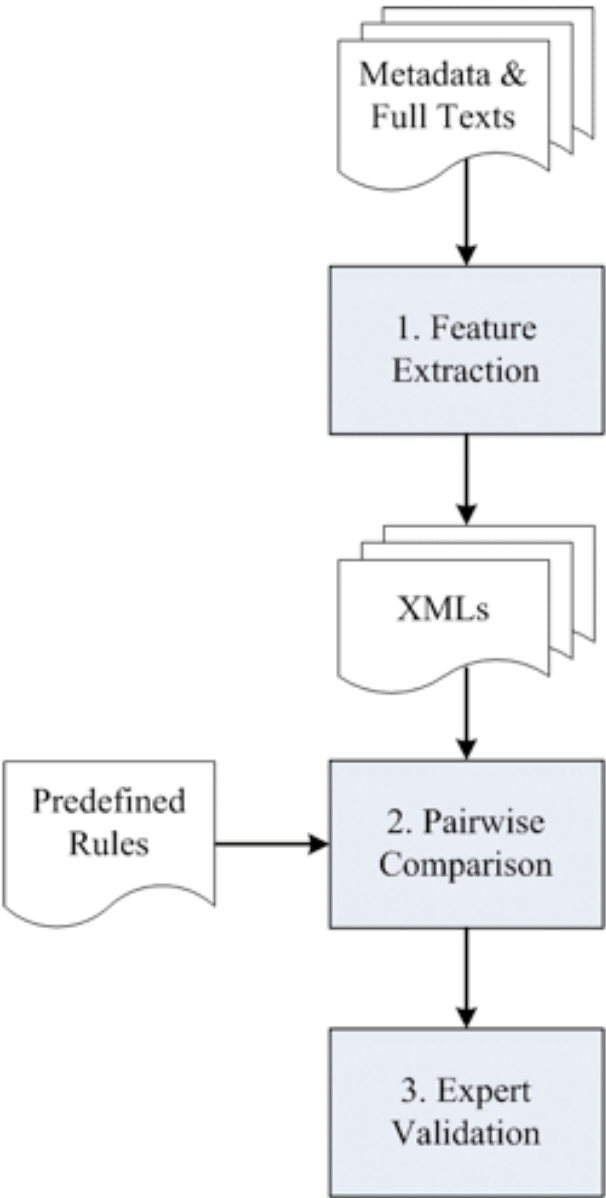 Metadata &
Full Texts
1. Feature
Extraction
XMLs
Predefined
Rules
2. Pairwise
Comparison
3. Expert
Validation